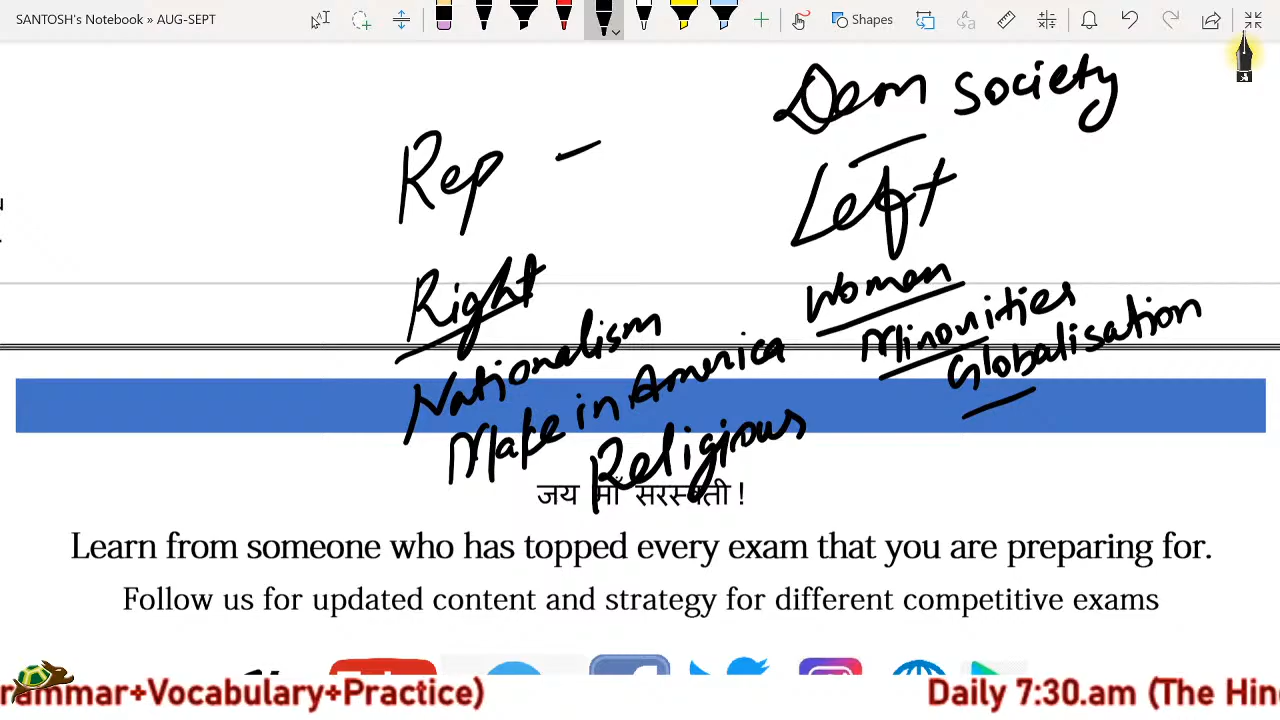 SANTOSH's Notebook » AUG-SEPT
Shapes
Dem society
Rep –
Left
Right
Woman
Minorities
Globalisation
Nationalism
Make in America
Religious
जय माँ सरस्वती !
Learn from someone who has topped every exam that you are preparing for.
Follow us for updated content and strategy for different competitive exams
rammar+Vocabulary+Practice)
Daily 7:30.am (The Hin